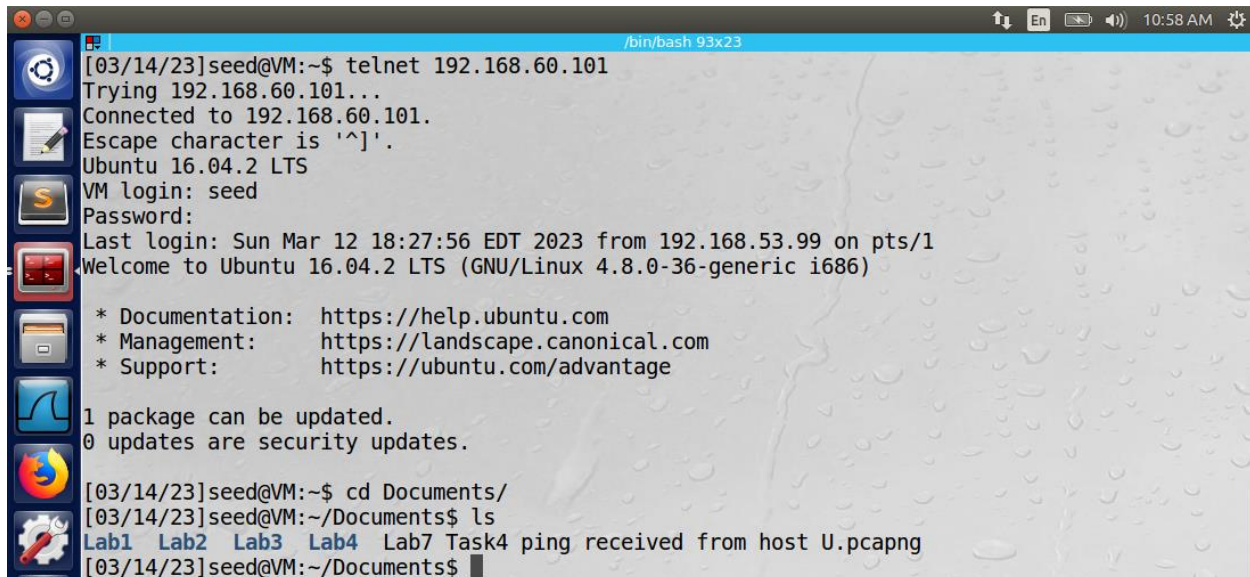 En 10:58 AM
/bin/bash 93x23
[03/14/23]seed@VM:~$ telnet 192.168.60.101
Trying 192.168.60.101...
Connected to 192.168.60.101.
Escape character is '^]'.
Ubuntu 16.04.2 LTS
VM login: seed
Password:
Last login: Sun Mar 12 18:27:56 EDT 2023 from 192.168.53.99 on pts/1
Welcome to Ubuntu 16.04.2 LTS (GNU/Linux 4.8.0-36-generic i686)
* Documentation:  https://help.ubuntu.com
* Management:     https://landscape.canonical.com
* Support:        https://ubuntu.com/advantage
1 package can be updated.
0 updates are security updates.
[03/14/23]seed@VM:~$ cd Documents/
[03/14/23]seed@VM:~/Documents$ ls
Lab1  Lab2  Lab3  Lab4  Lab7 Task4 ping received from host U.pcapng
[03/14/23]seed@VM:~/Documents$